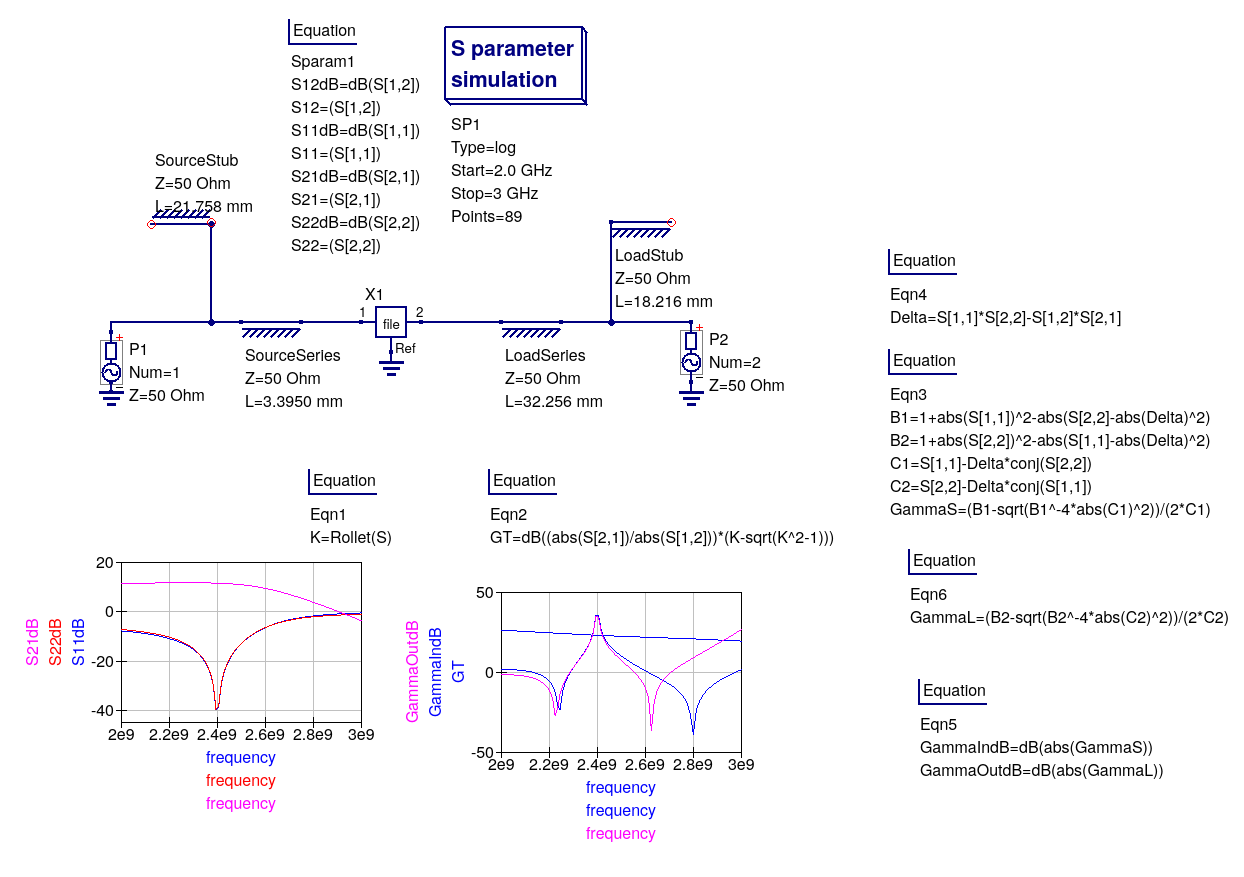 Equation
Sparam1
S12dB=dB(S[1,2])
S12=(S[1,2])
S11dB=dB(S[1,1])
S11=(S[1,1])
S21dB=dB(S[2,1])
S21=(S[2,1])
S22dB=dB(S[2,2])
S22=(S[2,2])
S parameter
simulation
SP1
Type=log
Start=2.0 GHz
Stop=3 GHz
Points=89
SourceStub
Z=50 Ohm
L=21.758 mm
LoadStub
Z=50 Ohm
L=18.216 mm
X1
1
2
file
Ref
+
P1
Num=1
Z=50 Ohm
−
SourceSeries
Z=50 Ohm
L=3.3950 mm
LoadSeries
Z=50 Ohm
L=32.256 mm
+
P2
Num=2
Z=50 Ohm
−
Equation
Eqn4
Delta=S[1,1]*S[2,2]-S[1,2]*S[2,1]
Equation
Eqn3
B1=1+abs(S[1,1])^2-abs(S[2,2]-abs(Delta)^2)
B2=1+abs(S[2,2])^2-abs(S[1,1]-abs(Delta)^2)
C1=S[1,1]-Delta*conj(S[2,2])
C2=S[2,2]-Delta*conj(S[1,1])
GammaS=(B1-sqrt(B1^-4*abs(C1)^2))/(2*C1)
Equation
Eqn1
K=Rollet(S)
Equation
Eqn2
GT=dB((abs(S[2,1])/abs(S[1,2]))*(K-sqrt(K^2-1)))
Equation
Eqn6
GammaL=(B2-sqrt(B2^-4*abs(C2)^2))/(2*C2)
Equation
Eqn5
GammaIndB=dB(abs(GammaS))
GammaOutdB=dB(abs(GammaL))
S21dB
S22dB
S11dB
20
0
-20
-40
2e9 2.2e9 2.4e9 2.6e9 2.8e9 3e9
frequency
frequency
frequency
GammaOutdB
GammaIndB
GT
50
0
-50
2e9 2.2e9 2.4e9 2.6e9 2.8e9 3e9
frequency
frequency
frequency